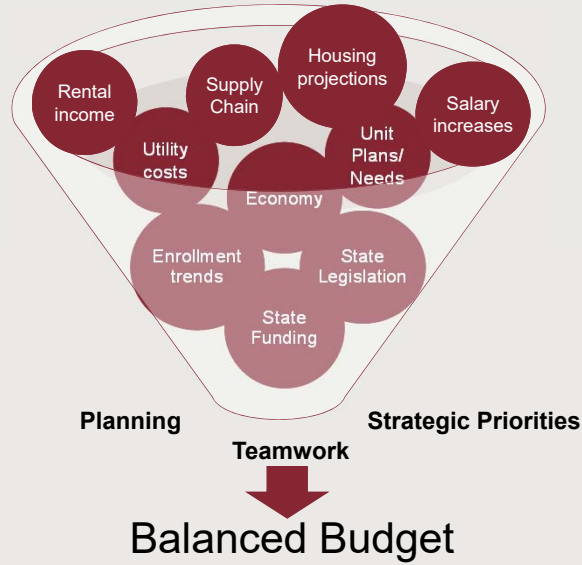 Housing
projections
Rental
income
Supply
Chain
Salary
increases
Utility
costs
Unit
Plans/
Needs
Economy
Enrollment
trends
State
Legislation
State
Funding
Planning
Strategic Priorities
Teamwork
Balanced Budget